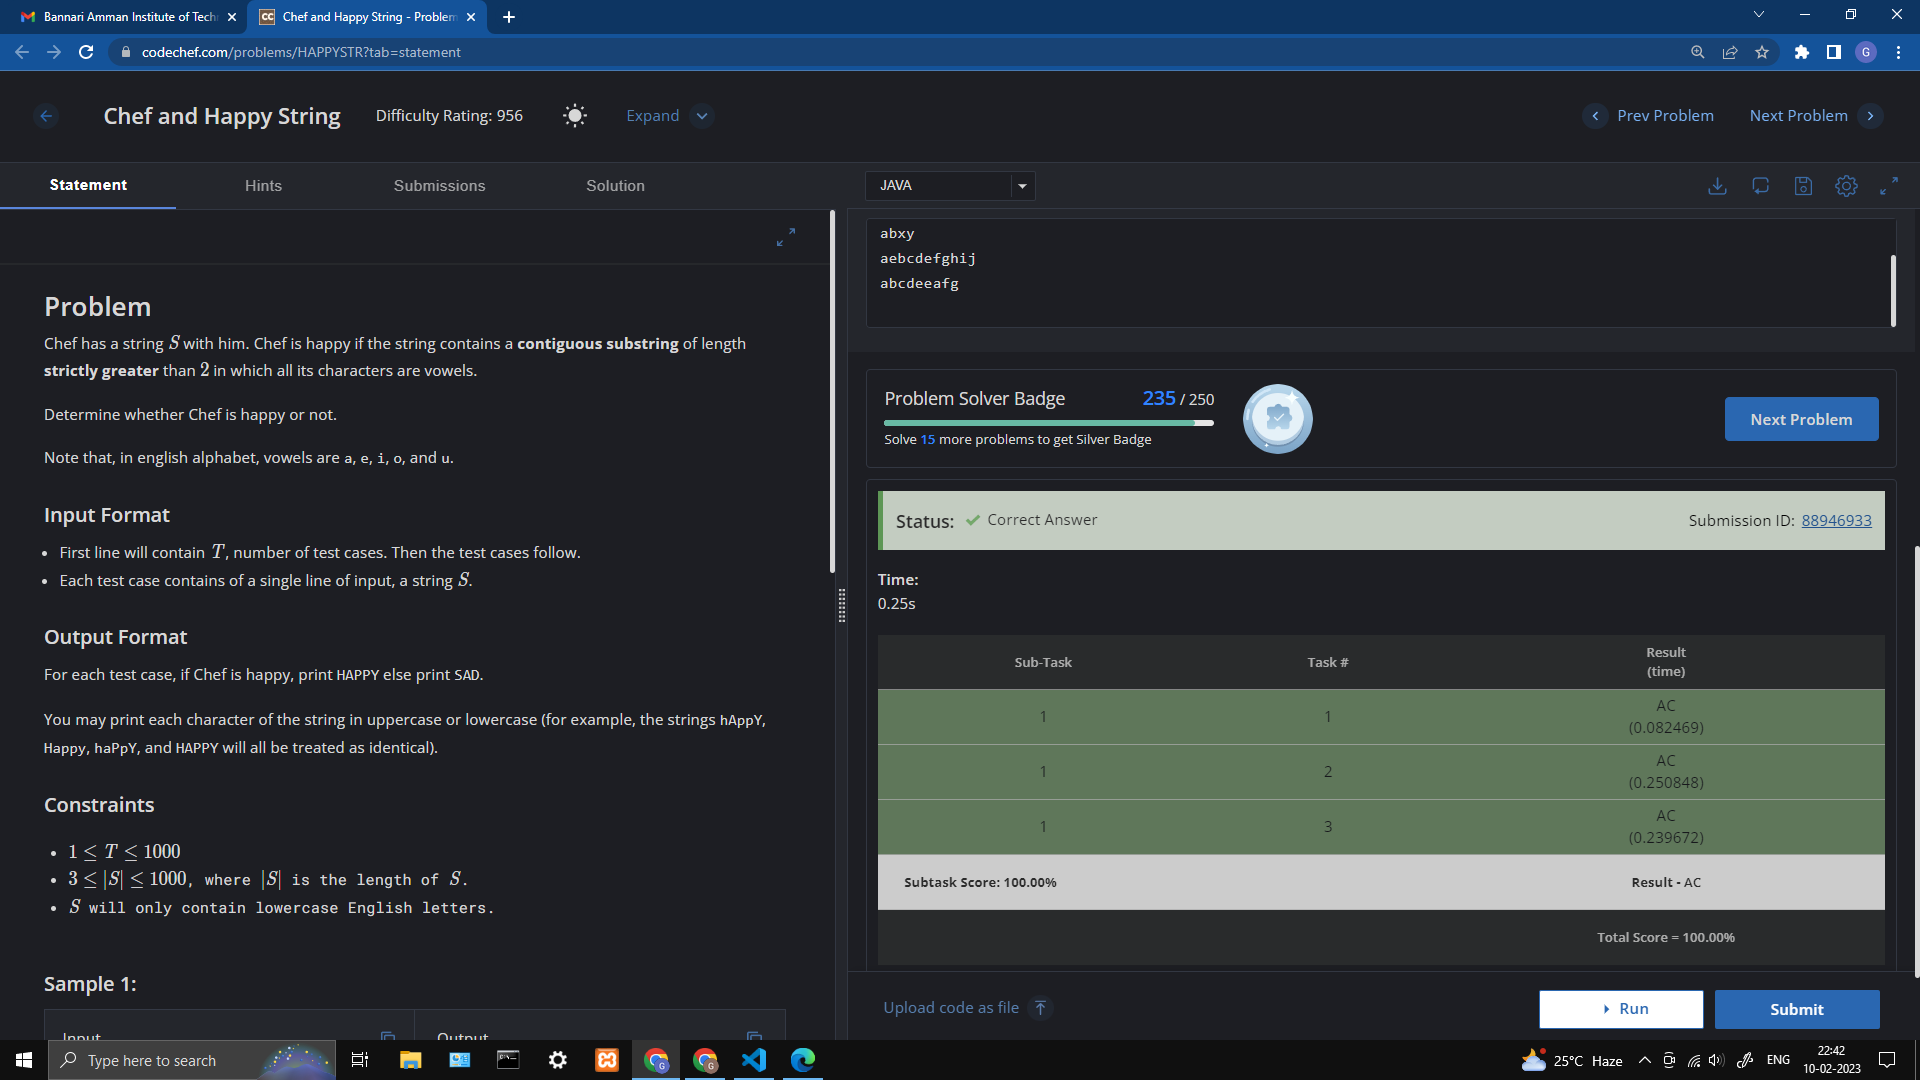 Bannari Amman Institute of Tech
Chef and Happy String - Problem
codechef.com/problems/HAPPYSTR?tab=statement
G
Chef and Happy String
Difficulty Rating: 956
Expand
Prev Problem
Next Problem
Statement
Hints
Submissions
Solution
JAVA
Problem
Chef has a string S with him. Chef is happy if the string contains a contiguous substring of length
strictly greater than 2 in which all its characters are vowels.
Determine whether Chef is happy or not.
Note that, in english alphabet, vowels are a, e, i, o, and u.
Input Format
• First line will contain T, number of test cases. Then the test cases follow.
• Each test case contains of a single line of input, a string S.
Output Format
For each test case, if Chef is happy, print HAPPY else print SAD.
You may print each character of the string in uppercase or lowercase (for example, the strings hAppY,
Happy, haPpY, and HAPPY will all be treated as identical).
Constraints
• 1 ≤ T ≤ 1000
• 3 ≤ |S| ≤ 1000, where |S| is the length of S.
• S will only contain lowercase English letters.
Sample 1:
Input
Output
abxy
aebcdefghij
abcdeeafg
Problem Solver Badge
235 / 250
Solve 15 more problems to get Silver Badge
Next Problem
Status: ✓ Correct Answer
Submission ID: 88946933
Time:
0.25s
Sub-Task
Task #
Result
(time)
1
1
AC
(0.082469)
1
2
AC
(0.250848)
1
3
AC
(0.239672)
Subtask Score: 100.00%
Result - AC
Total Score = 100.00%
Upload code as file
Run
Submit
Type here to search
25°C Haze
ENG
22:42
10-02-2023